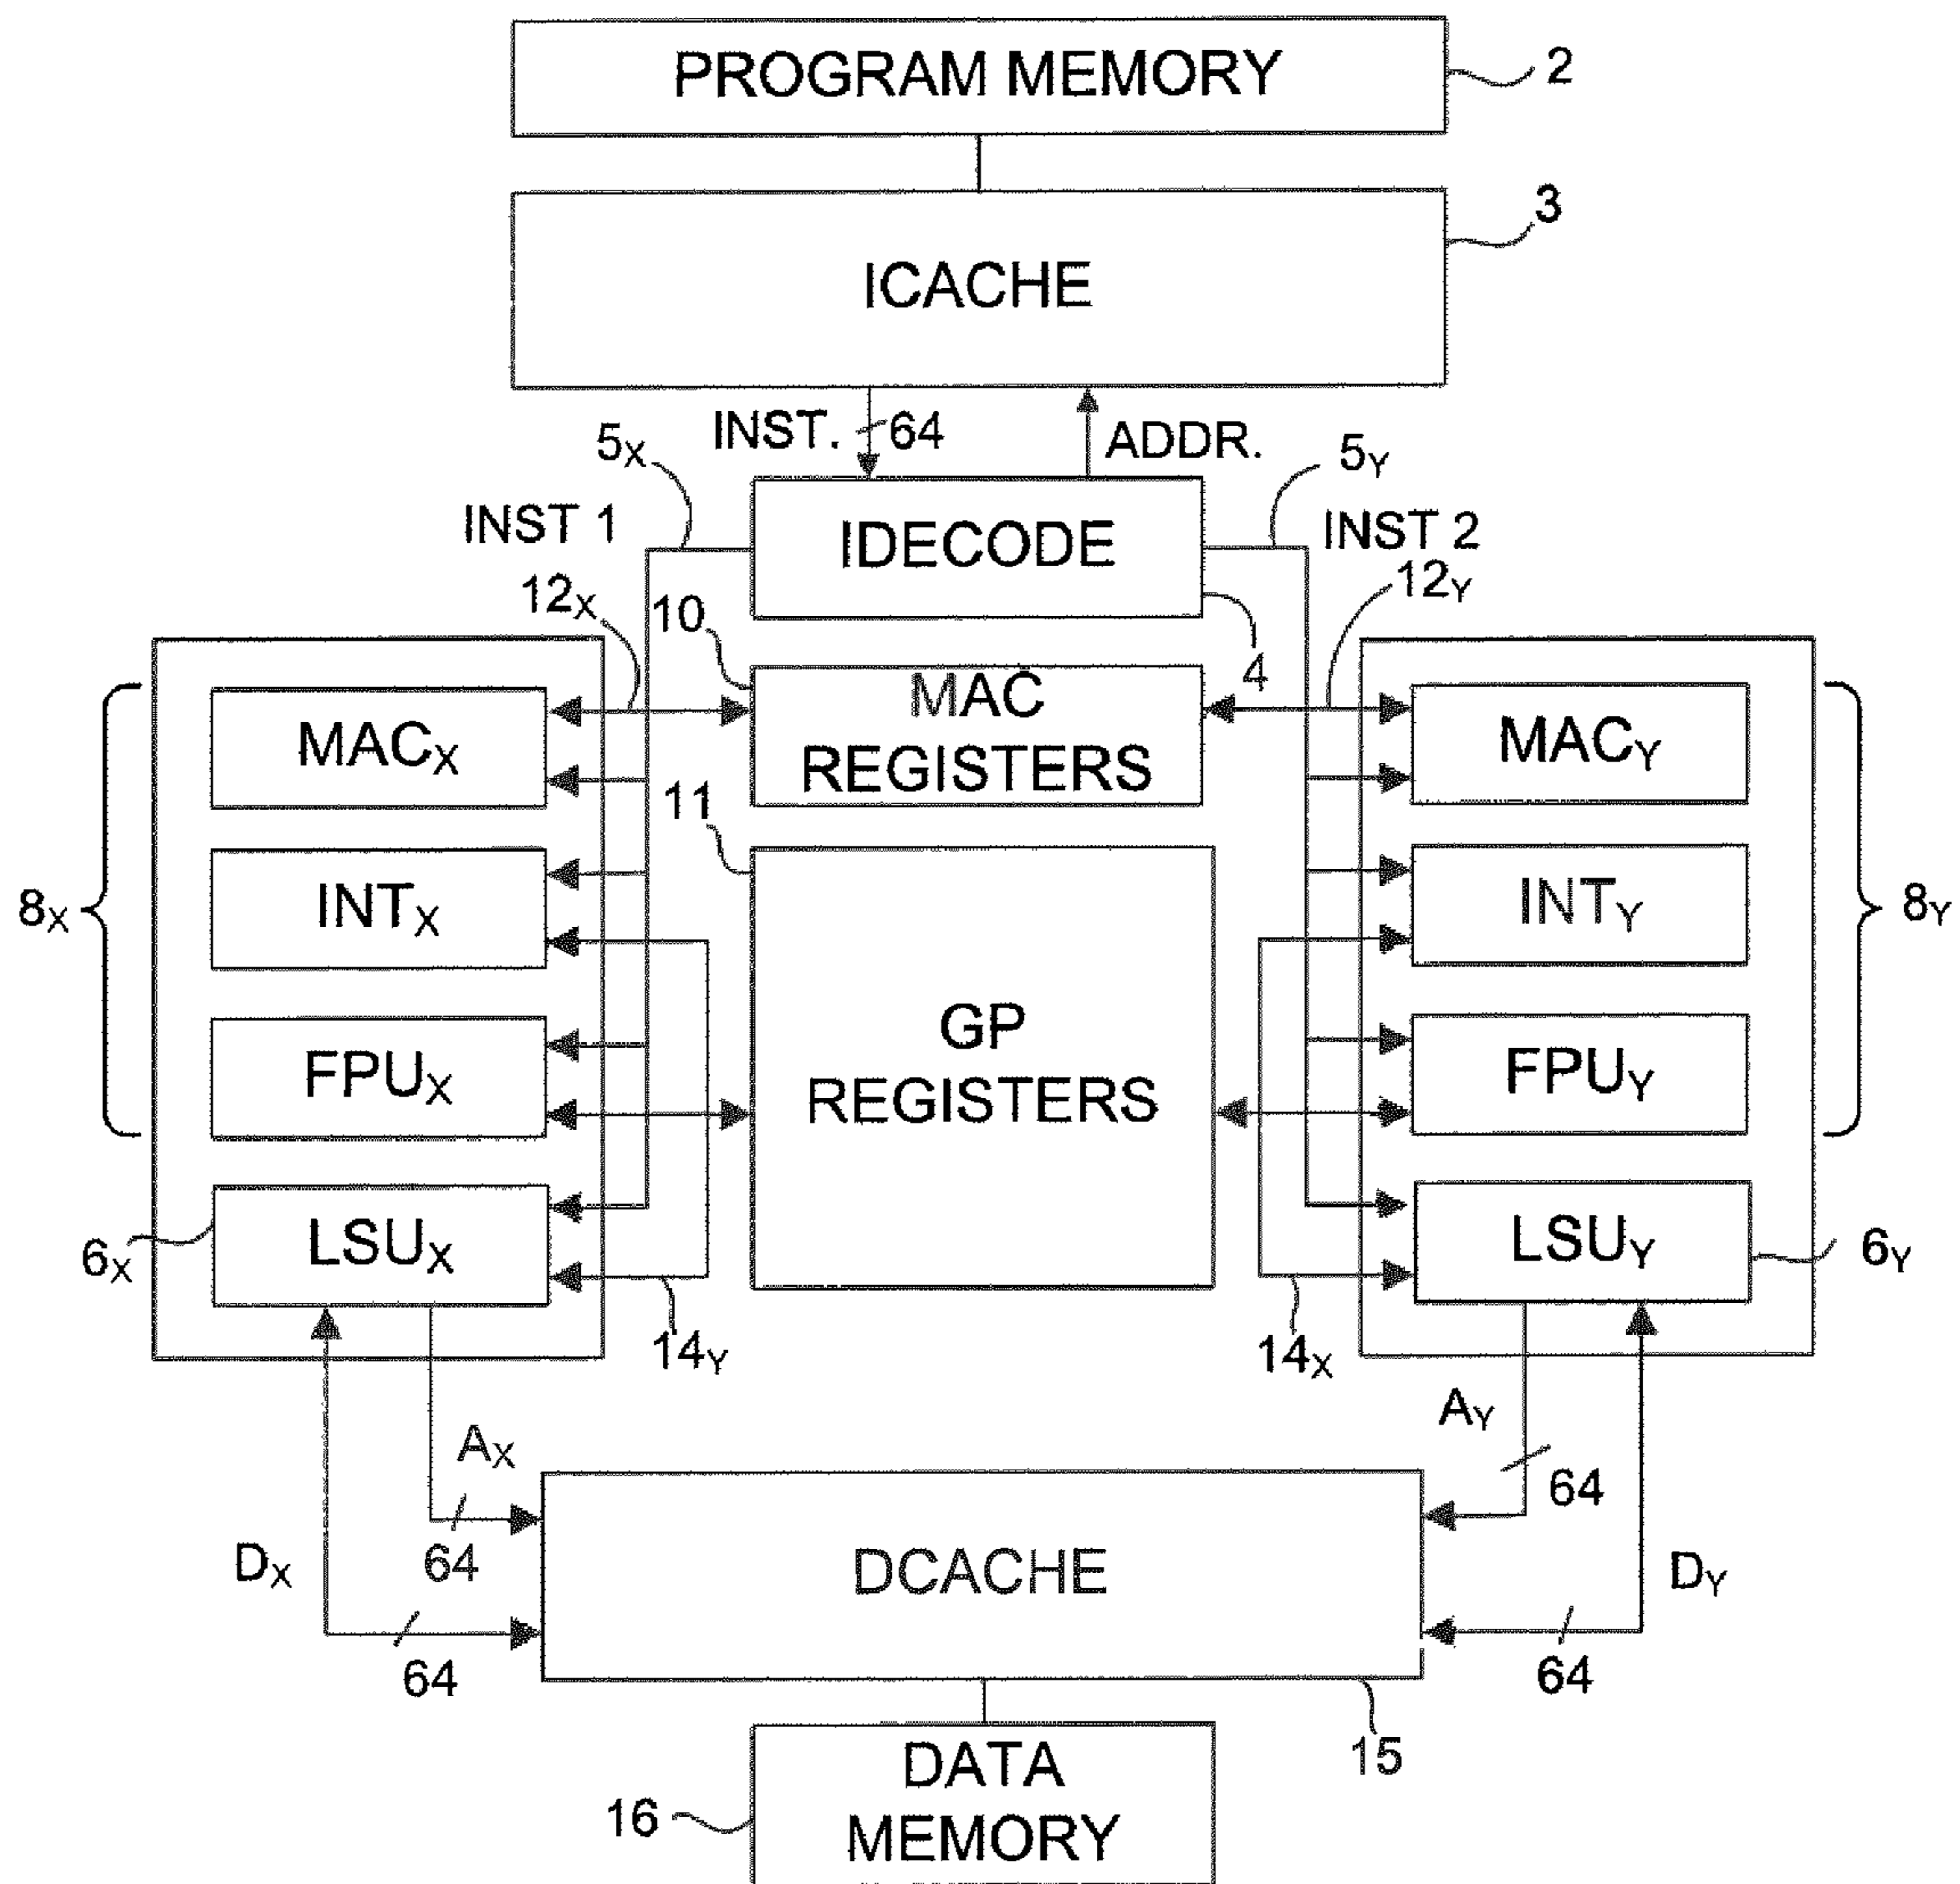 PROGRAM MEMORY
2
ICACHE
3
INST.
64
ADDR.
5X
5Y
INST 1
IDECODE
INST 2
12X
10
4
12Y
MACX
MAC
REGISTERS
MACY
11
8X
INTX
INTY
8Y
FPUX
GP
REGISTERS
FPUY
6X
LSUX
LSUY
6Y
14Y
14X
AX
AY
64
64
DX
DCACHE
DY
64
64
15
16
DATA
MEMORY